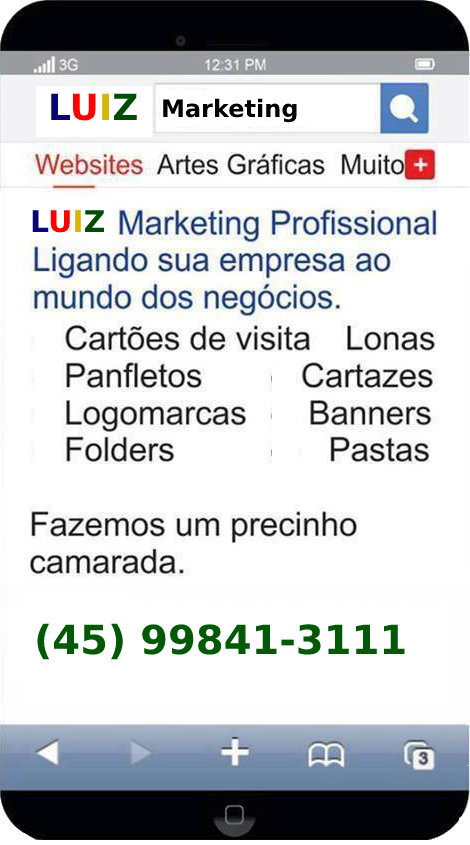 3G 12:31 PM
LUIZ Marketing
Websites Artes Gráficas Muito +
LUIZ Marketing Profissional
Ligando sua empresa ao
mundo dos negócios.
Cartões de visita Lonas
Panfletos Cartazes
Logomarcas Banners
Folders Pastas
Fazemos um precinho
camarada.
(45) 99841-3111
3